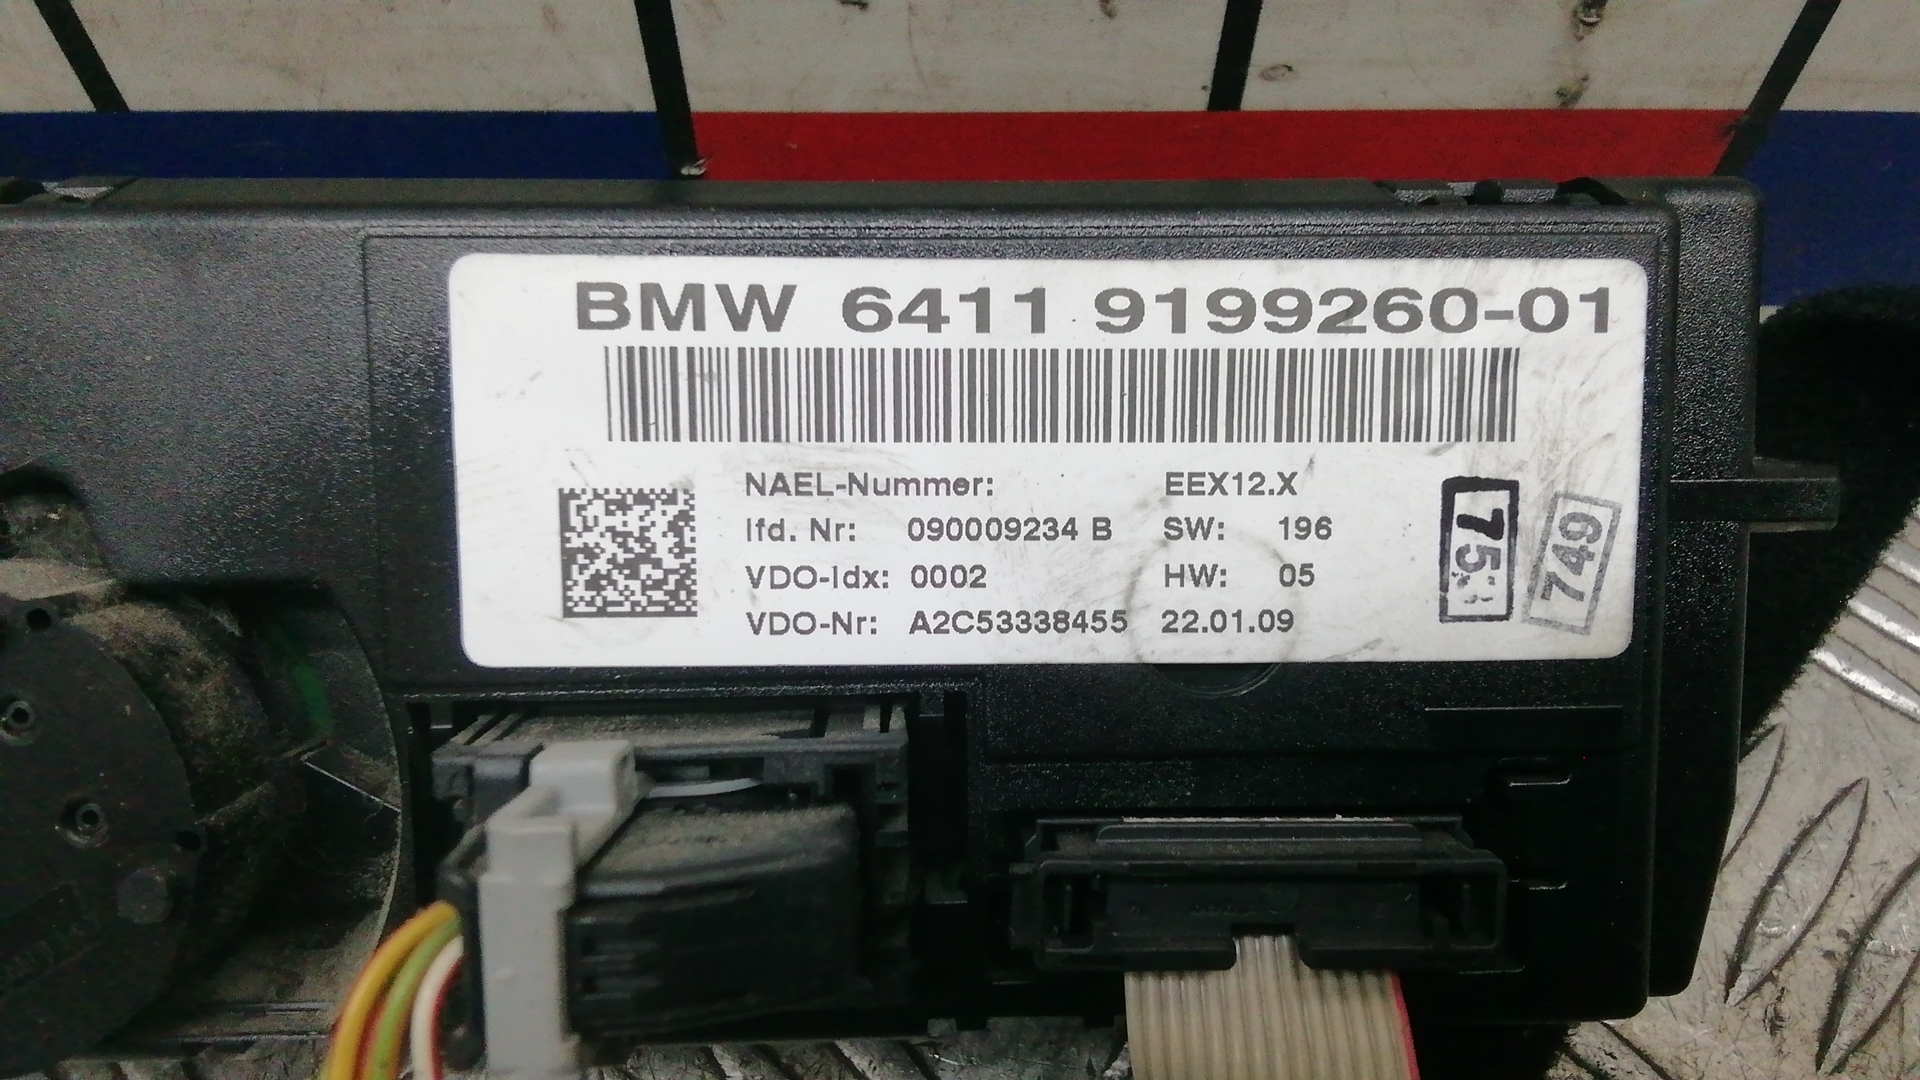 BMW 6411 9199260-01
NAEL-Nummer: EEX12.X
lfd. Nr: 090009234 B SW: 196
VDO-Idx: 0002 HW: 05
VDO-Nr: A2C53338455 22.01.09
749